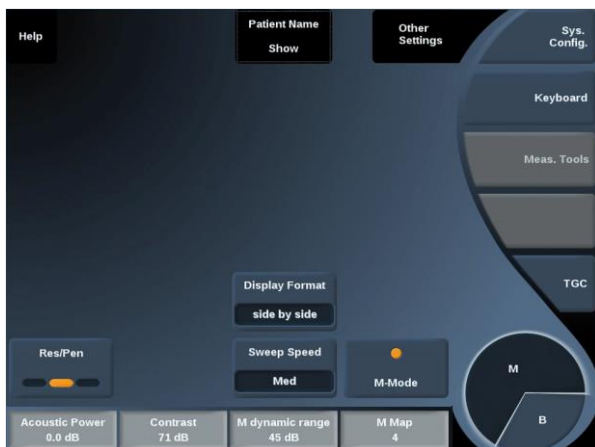 Help
Patient Name
Show
Other
Settings
Sys.
Config.
Keyboard
Meas. Tools
TGC
Display Format
side by side
Res/Pen
Sweep Speed
Med
M-Mode
M
B
Acoustic Power
0.0 dB
Contrast
71 dB
M dynamic range
45 dB
M Map
4